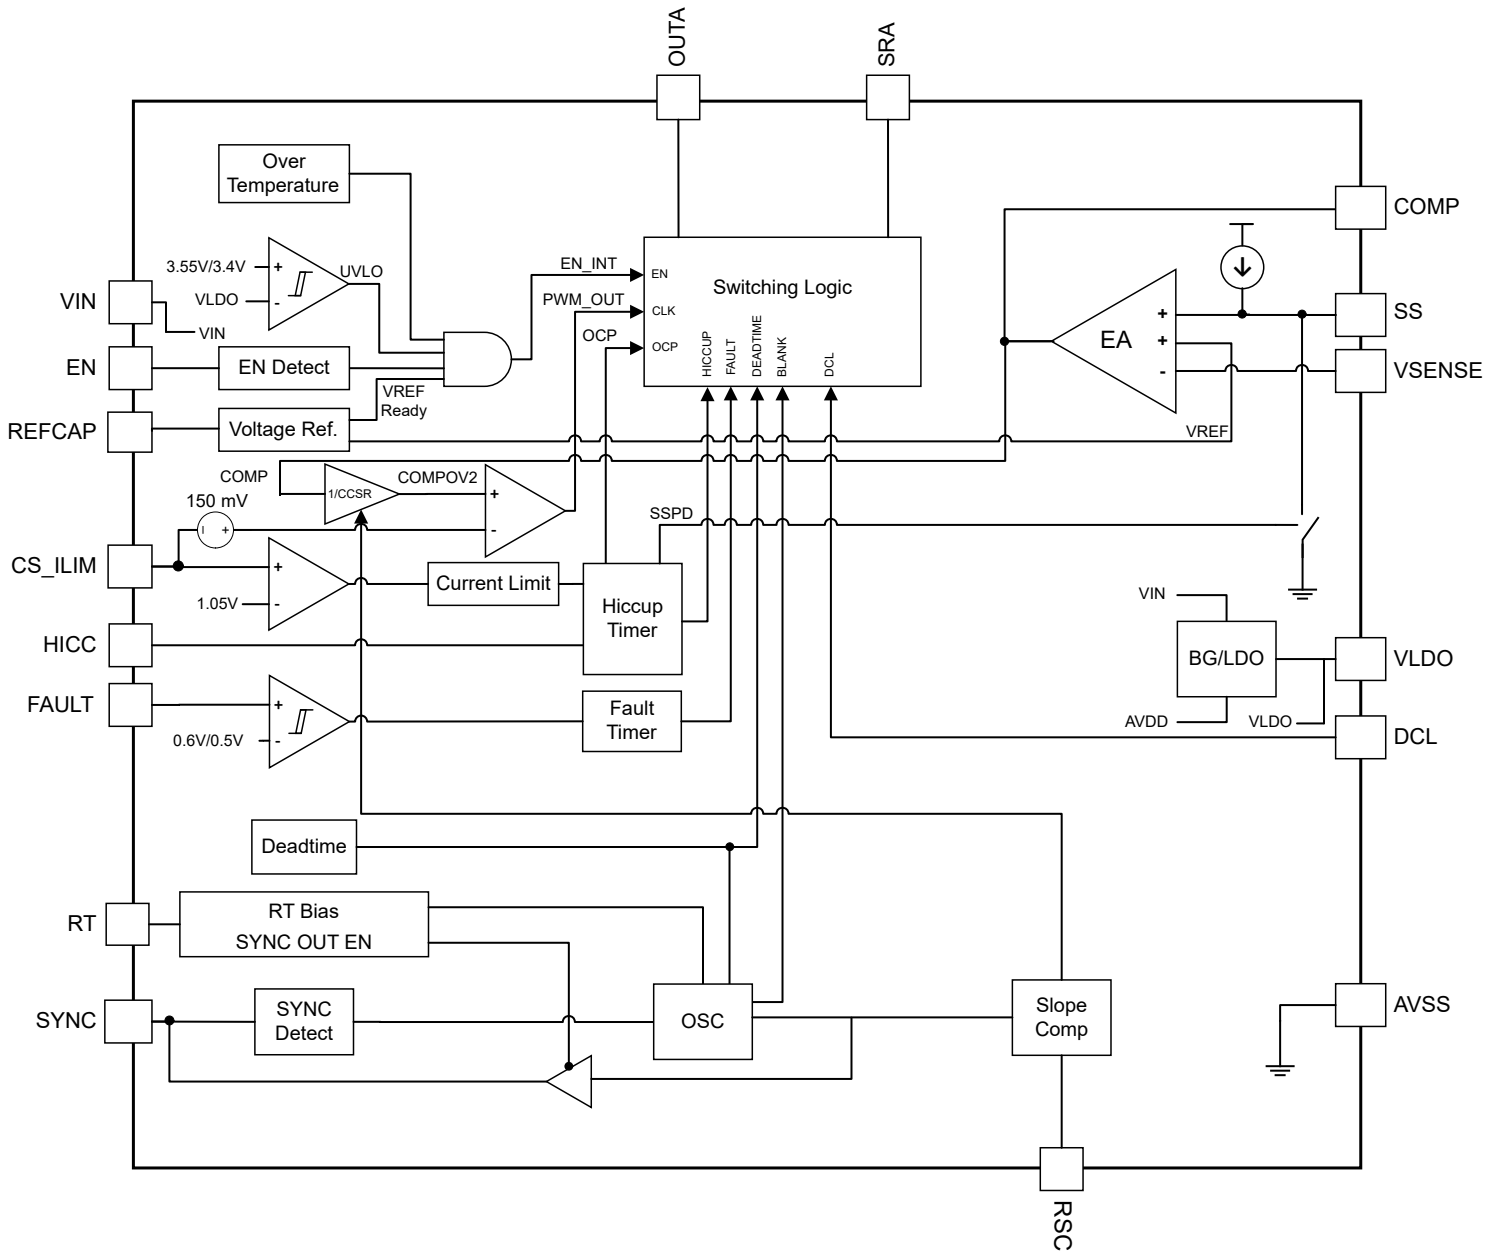 OUTA
SRA
Over
Temperature
COMP
3.55V/3.4V
+
UVLO
VLDO
-
VIN
VIN
EN_INT
EN
Switching Logic
PWM_OUT
CLK
OCP
OCP
HICCUP
FAULT
DEADTIME
BLANK
DCL
+
EA
+
-
SS
VSENSE
EN
EN Detect
VREF
Ready
REFCAP
Voltage Ref.
VREF
COMP
1/CCSR
COMPOV2
+
-
150 mV
+
SSPD
CS_ILIM
+
1.05V
-
Current Limit
Hiccup
Timer
HICC
VIN
BG/LDO
VLDO
AVDD
VLDO
FAULT
+
0.6V/0.5V
-
Fault
Timer
DCL
Deadtime
RT
RT Bias
SYNC OUT EN
SYNC
SYNC
Detect
OSC
Slope
Comp
AVSS
RSC